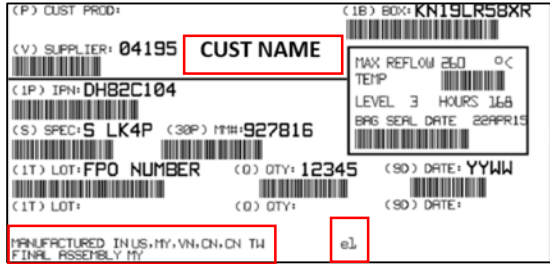 (P) CUST PROD: (1B) BOX: KN19LR58XR
(V) SUPPLIER: 04195 CUST NAME
MAX REFLOW 260 °C
TEMP
(1P) IPN: DH82C104
LEVEL 3 HOURS 168
BAG SEAL DATE 22APR15
(S) SPEC: S LK4P (30P) MM#: 927816
(1T) LOT: FPO NUMBER (Q) QTY: 12345 (9D) DATE: YYWW
(1T) LOT: (Q) QTY: (9D) DATE:
MANUFACTURED IN US,MY,VN,CN,CN TW e1
FINAL ASSEMBLY MY